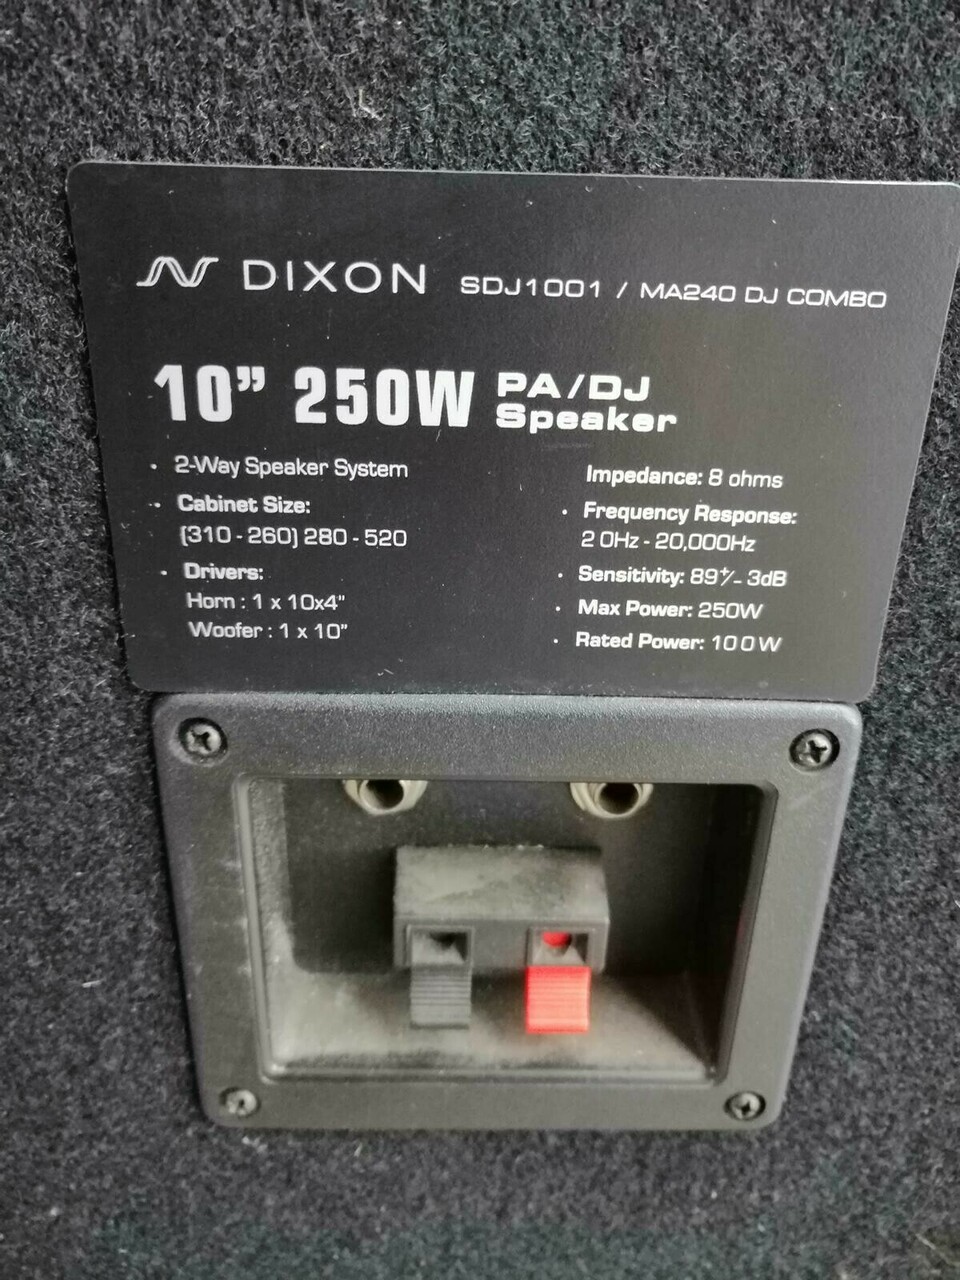 DIXON SDJ1001 / MA240 DJ COMBO
10" 250W PA/DJ
Speaker
• 2-Way Speaker System
• Cabinet Size:
(310 - 260) 280 - 520
• Drivers:
Horn : 1 x 10x4"
Woofer : 1 x 10"
Impedance: 8 ohms
• Frequency Response:
2 0Hz - 20,000Hz
• Sensitivity: 89+/- 3dB
• Max Power: 250W
• Rated Power: 100W